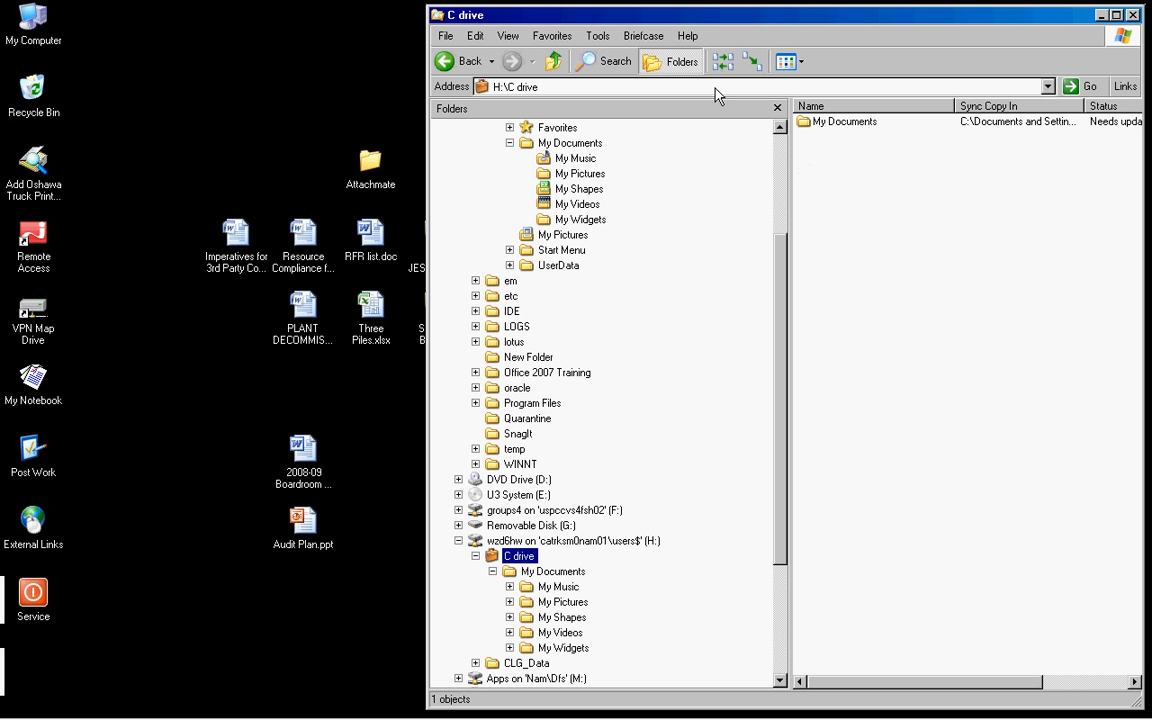 My Computer
Recycle Bin
Add Oshawa
Truck Print...
Remote
Access
VPN Map
Drive
My Notebook
Post Work
External Links
Service
Attachmate
Imperatives for
3rd Party Co...
Resource
Compliance f...
RFR list.doc
JES
PLANT
DECOMMIS...
Three
Piles.xlsx
S
B
2008-09
Boardroom ...
Audit Plan.ppt
C drive
File Edit View Favorites Tools Briefcase Help
Back Search Folders
Address H:\C drive Go Links
Folders
Favorites
My Documents
My Music
My Pictures
My Shapes
My Videos
My Widgets
My Pictures
Start Menu
UserData
em
etc
IDE
LOGS
lotus
New Folder
Office 2007 Training
oracle
Program Files
Quarantine
SnagIt
temp
WINNT
DVD Drive (D:)
U3 System (E:)
groups4 on 'uspccvs4fsh02' (F:)
Removable Disk (G:)
wzd6hw on 'catrksm0nam01\users$' (H:)
C drive
My Documents
My Music
My Pictures
My Shapes
My Videos
My Widgets
CLG_Data
Apps on 'Nam\Dfs' (M:)
Name Sync Copy In Status
My Documents C:\Documents and Settin... Needs upda
1 objects